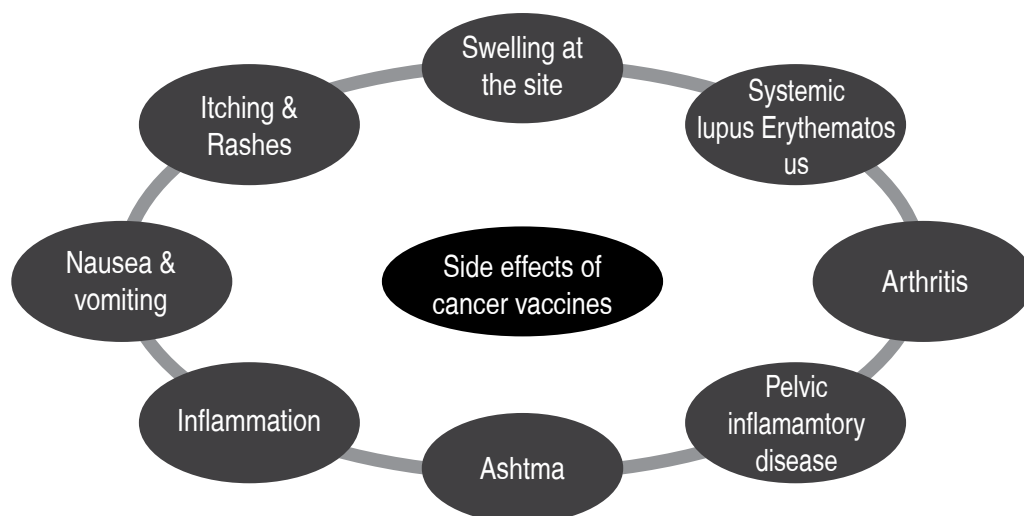 Swelling at
the site
Systemic
lupus Erythematos
us
Arthritis
Pelvic
inflamamtory
disease
Ashtma
Inflammation
Nausea &
vomiting
Itching &
Rashes
Side effects of
cancer vaccines